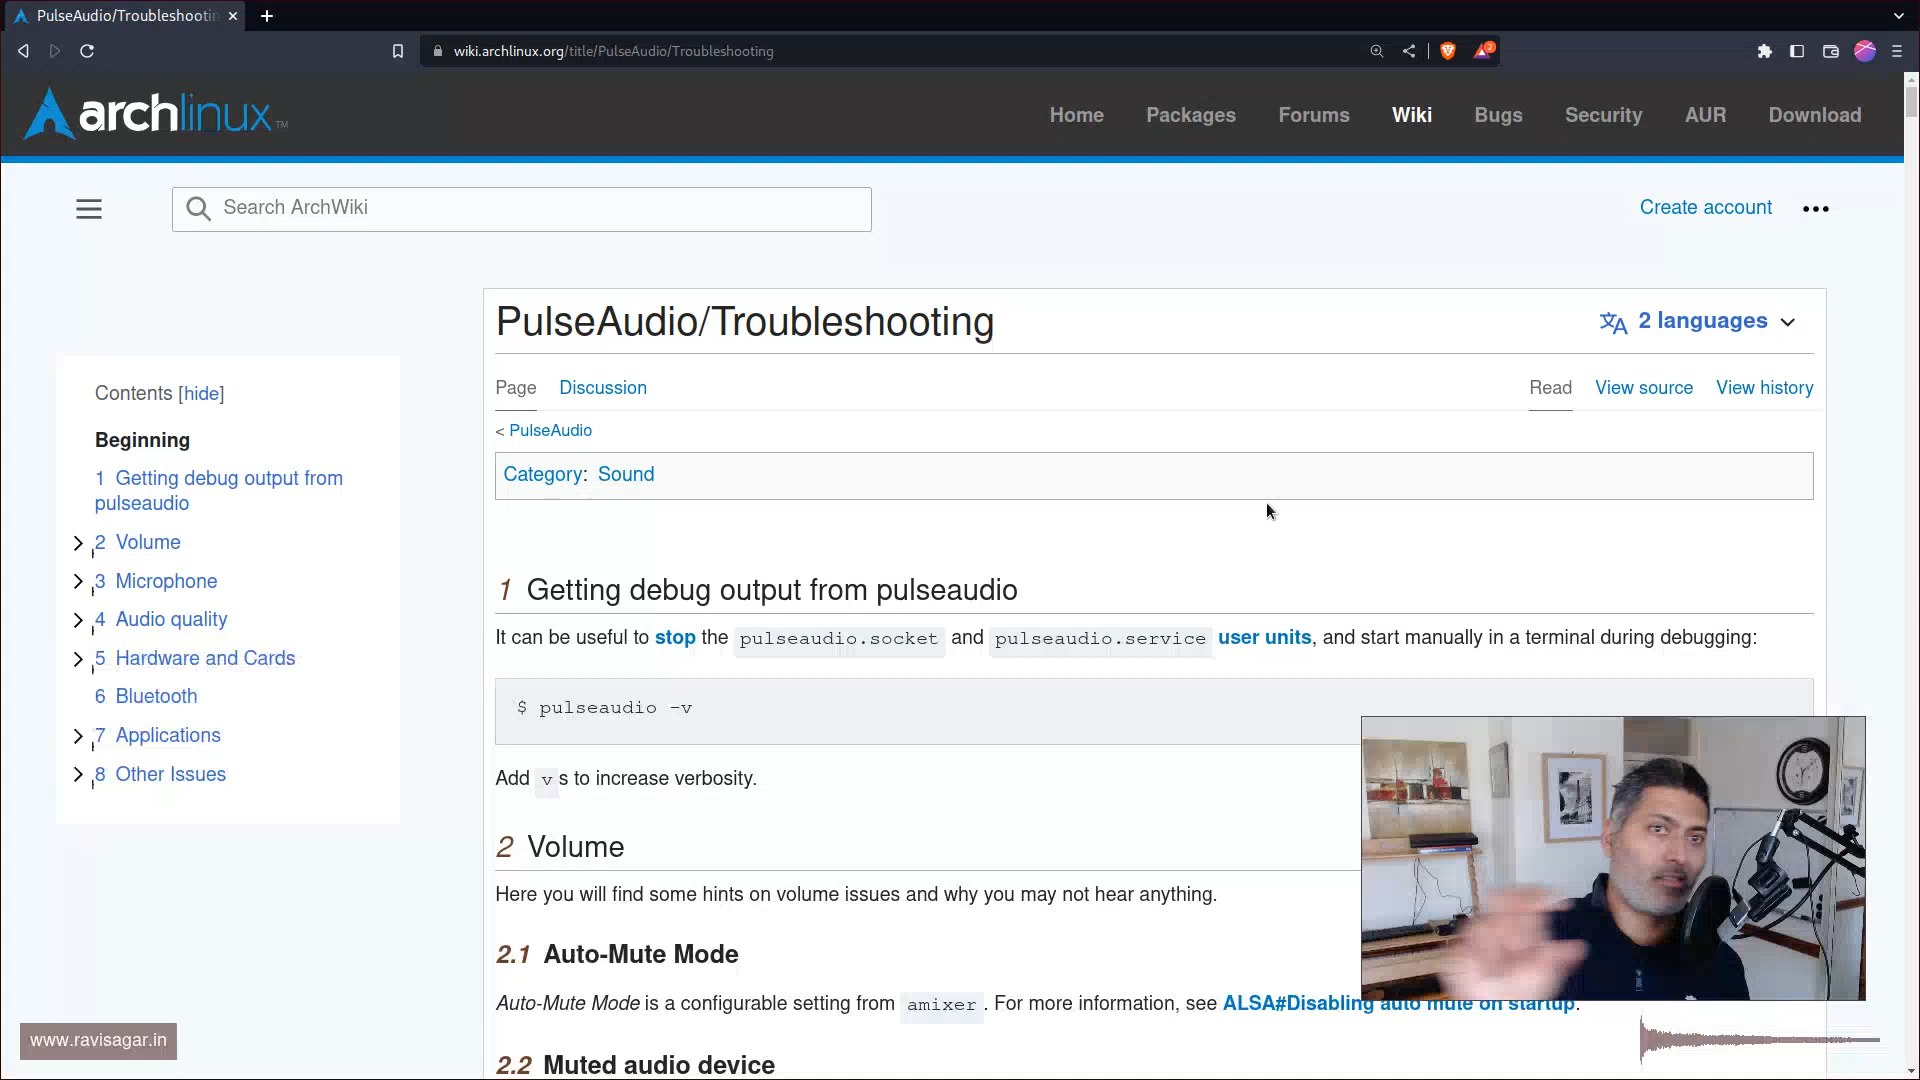 PulseAudio/Troubleshootin
wiki.archlinux.org/title/PulseAudio/Troubleshooting
2
archlinux™
Home Packages Forums Wiki Bugs Security AUR Download
Search ArchWiki
Create account
PulseAudio/Troubleshooting
2 languages
Page Discussion
Read View source View history
< PulseAudio
Category: Sound
Contents [hide]
Beginning
1 Getting debug output from
pulseaudio
2 Volume
3 Microphone
4 Audio quality
5 Hardware and Cards
6 Bluetooth
7 Applications
8 Other Issues
1 Getting debug output from pulseaudio
It can be useful to stop the pulseaudio.socket and pulseaudio.service user units, and start manually in a terminal during debugging:
$ pulseaudio -v
Add v s to increase verbosity.
2 Volume
Here you will find some hints on volume issues and why you may not hear anything.
2.1 Auto-Mute Mode
Auto-Mute Mode is a configurable setting from amixer. For more information, see ALSA#Disabling auto mute on startup.
2.2 Muted audio device
www.ravisagar.in